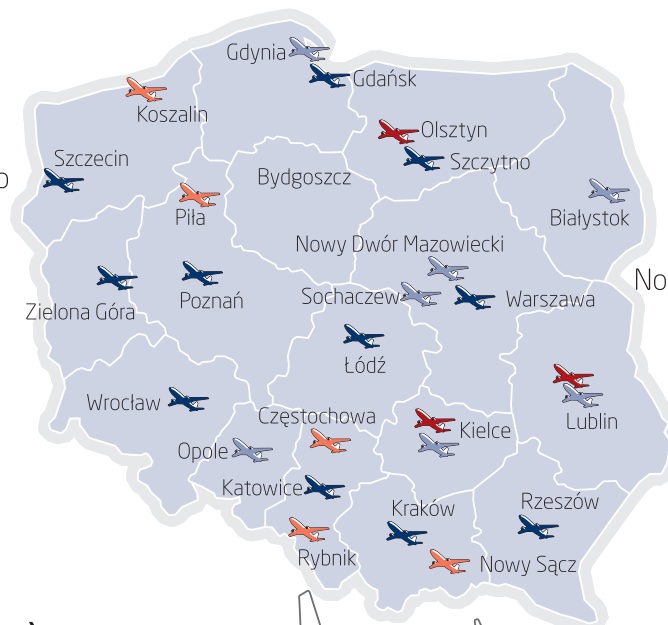 Gdynia
Gdańsk
Koszalin
Olsztyn
Szczecin
Szczytno
Bydgoszcz
Piła
Białystok
Nowy Dwór Mazowiecki
No
Sochaczew
Warszawa
Zielona Góra
Poznań
Łódź
Wrocław
Częstochowa
Kielce
Lublin
Opole
Katowice
Kraków
Rzeszów
Rybnik
Nowy Sącz